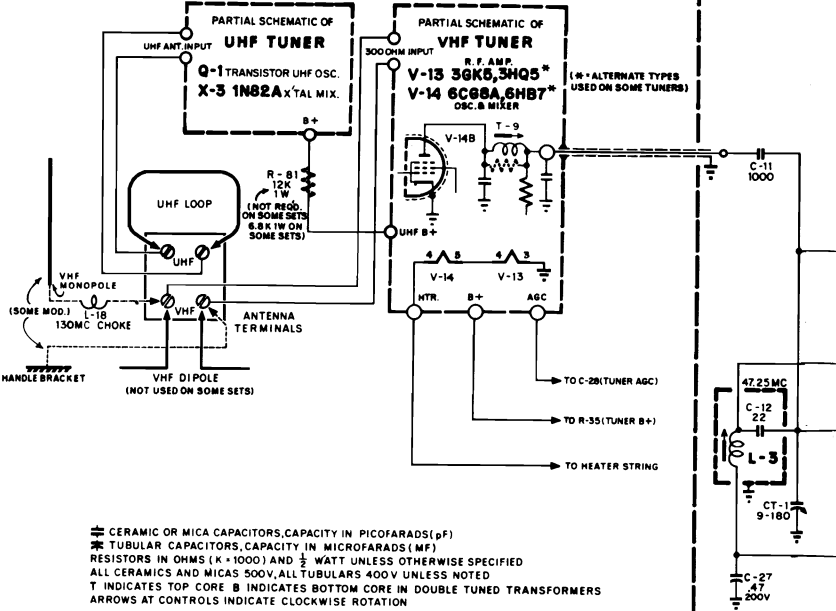 PARTIAL SCHEMATIC OF
UHF TUNER
UHF ANT. INPUT
Q-1 TRANSISTOR UHF OSC.
X-3 1N82A X'TAL MIX.
B+
PARTIAL SCHEMATIC OF
VHF TUNER
300 OHM INPUT
R.F. AMP.
V-13 3GK5,3HQ5*
V-14 6CG8A,6HB7*
OSC. & MIXER
(*=ALTERNATE TYPES
USED ON SOME TUNERS)
V-14B
T-9
R-81
12K
1W
(NOT REQD.
ON SOME SETS
6.8K 1W ON
SOME SETS)
UHF LOOP
UHF
UHF B+
4 5
V-14
4 3
V-13
HTR.
B+
AGC
VHF
MONOPOLE
(SOME MOD.)
L-18
130MC CHOKE
VHF
ANTENNA
TERMINALS
HANDLE BRACKET
VHF DIPOLE
(NOT USED ON SOME SETS)
TO C-28(TUNER AGC)
TO R-35(TUNER B+)
TO HEATER STRING
C-11
1000
47.25 MC
C-12
22
L-3
CT-1
9-180
C-27
.47
200V
CERAMIC OR MICA CAPACITORS,CAPACITY IN PICOFARADS(pF)
TUBULAR CAPACITORS,CAPACITY IN MICROFARADS(MF)
RESISTORS IN OHMS (K=1000) AND 1/2 WATT UNLESS OTHERWISE SPECIFIED
ALL CERAMICS AND MICAS 500V,ALL TUBULARS 400V UNLESS NOTED
T INDICATES TOP CORE B INDICATES BOTTOM CORE IN DOUBLE TUNED TRANSFORMERS
ARROWS AT CONTROLS INDICATE CLOCKWISE ROTATION